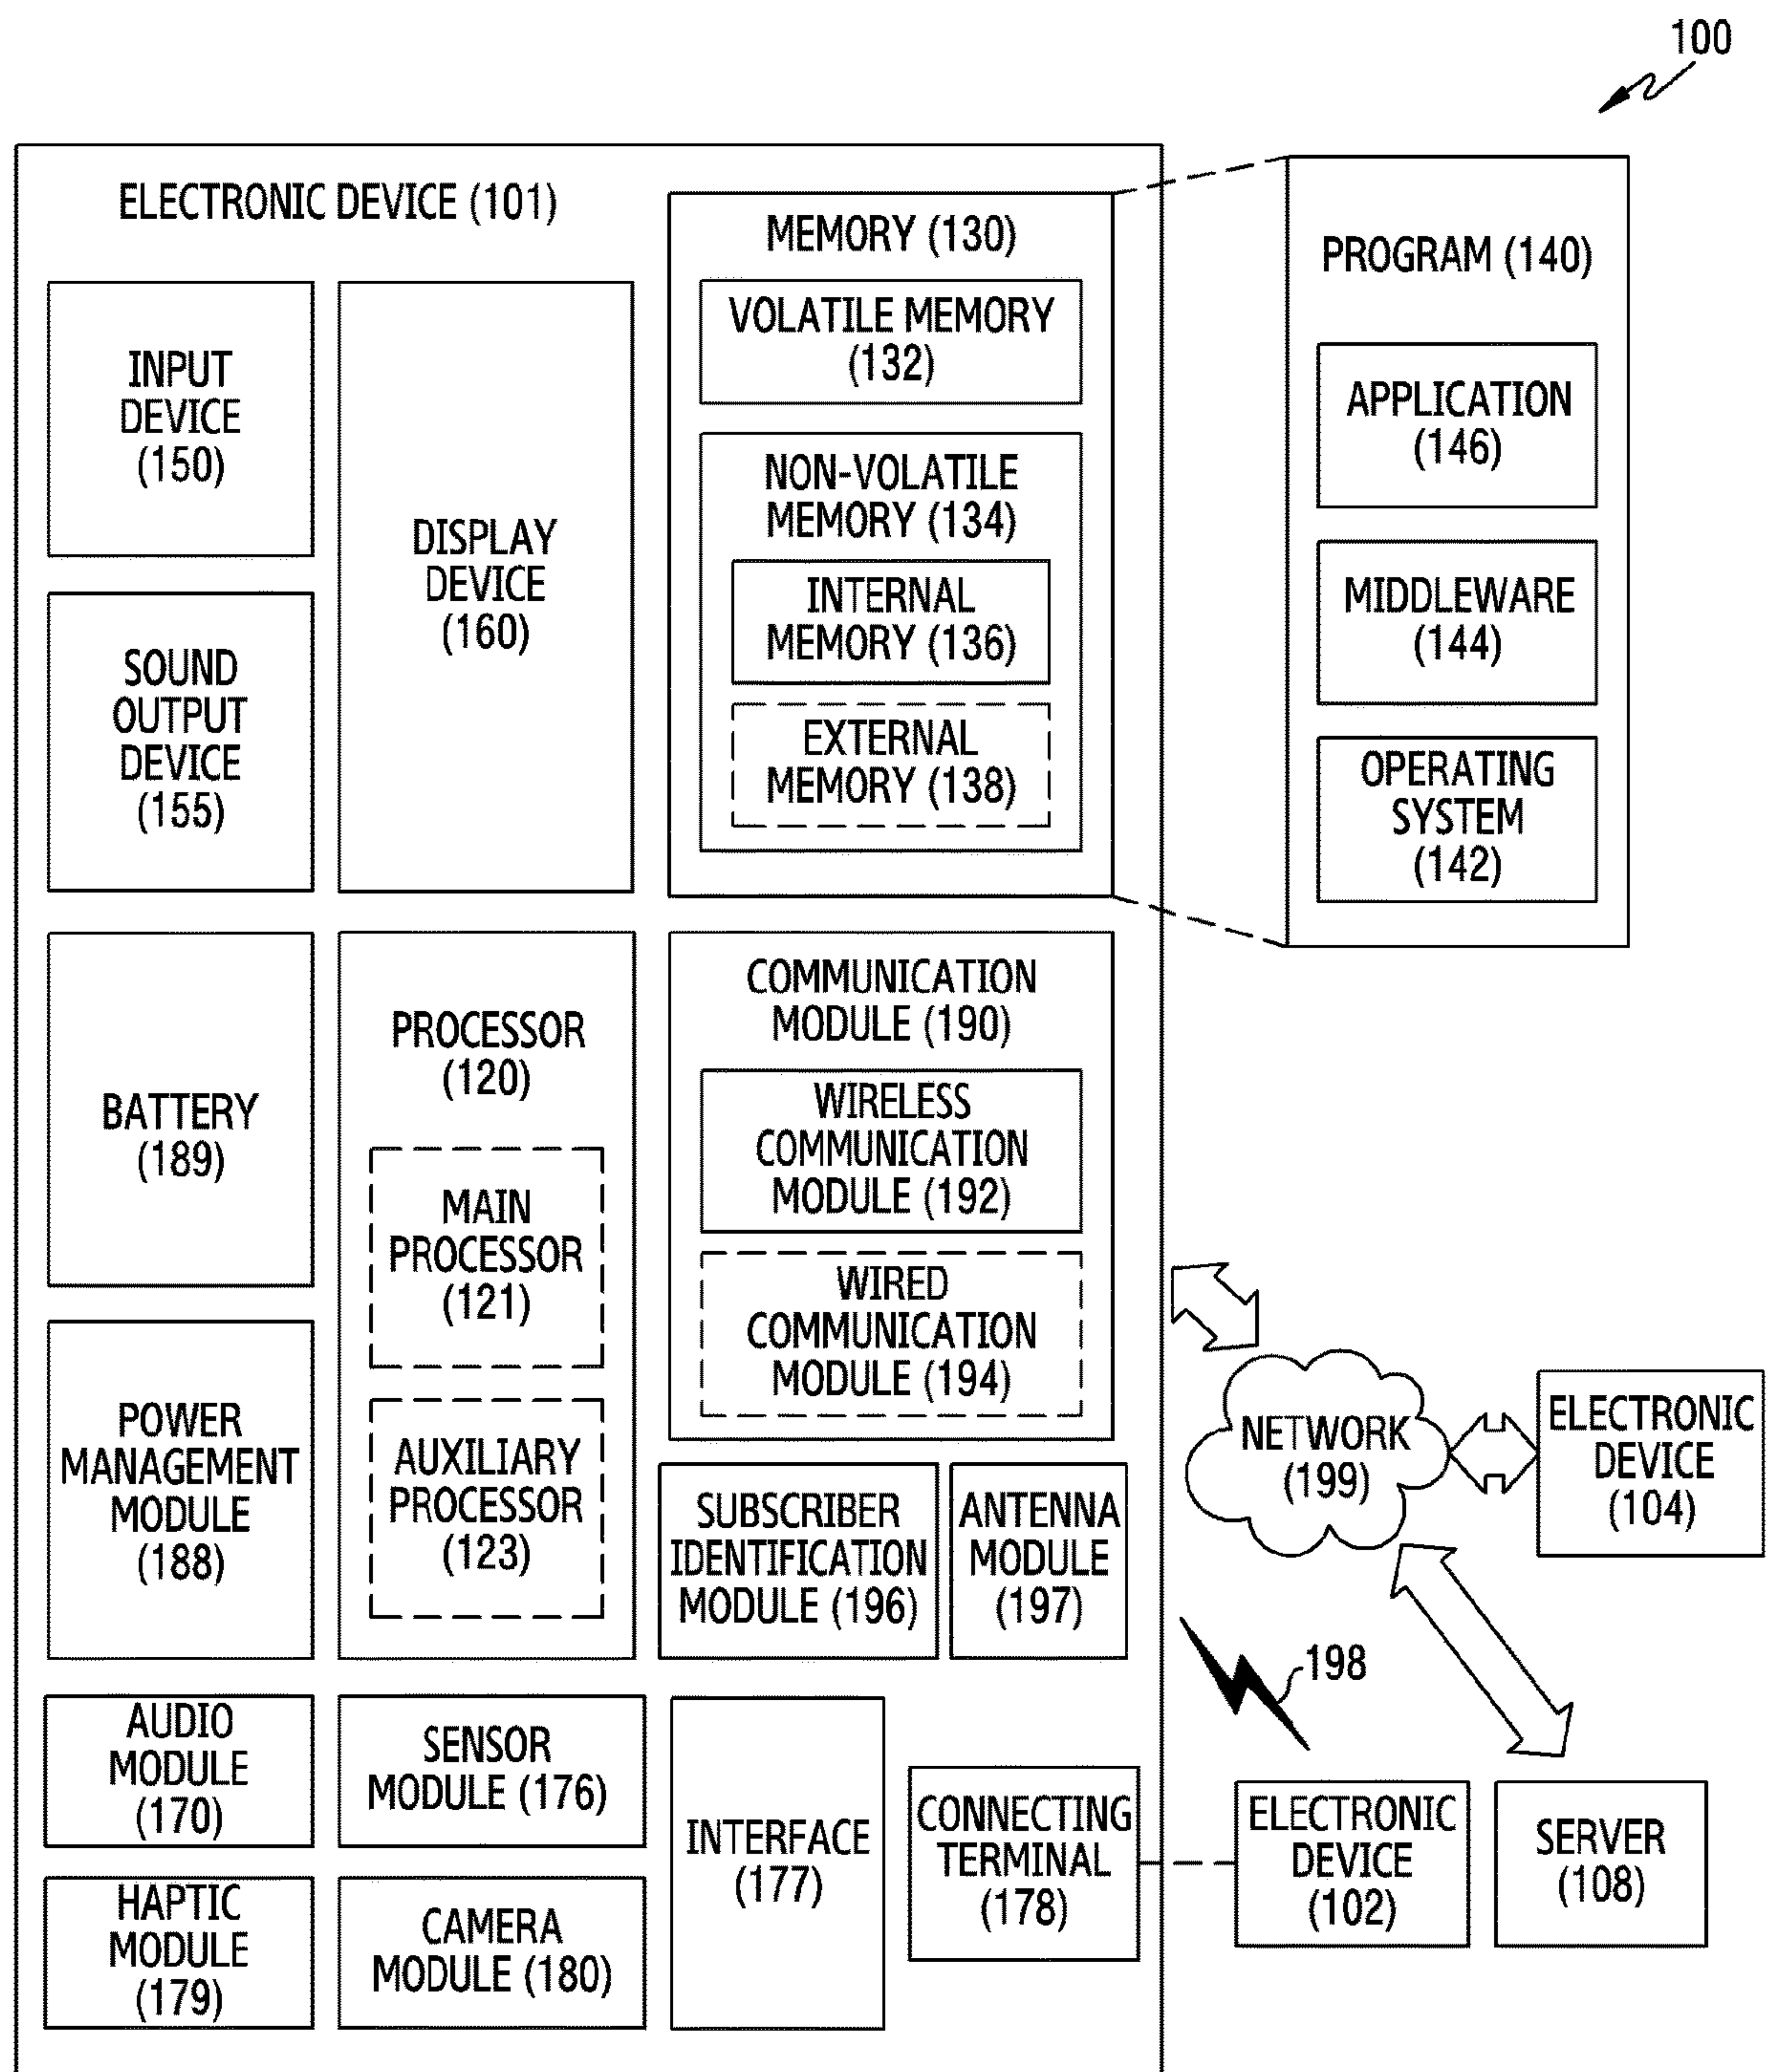 100
ELECTRONIC DEVICE (101)
INPUT
DEVICE
(150)
SOUND
OUTPUT
DEVICE
(155)
DISPLAY
DEVICE
(160)
MEMORY (130)
VOLATILE MEMORY
(132)
NON-VOLATILE
MEMORY (134)
INTERNAL
MEMORY (136)
EXTERNAL
MEMORY (138)
PROGRAM (140)
APPLICATION
(146)
MIDDLEWARE
(144)
OPERATING
SYSTEM
(142)
BATTERY
(189)
POWER
MANAGEMENT
MODULE
(188)
PROCESSOR
(120)
MAIN
PROCESSOR
(121)
AUXILIARY
PROCESSOR
(123)
COMMUNICATION
MODULE (190)
WIRELESS
COMMUNICATION
MODULE (192)
WIRED
COMMUNICATION
MODULE (194)
SUBSCRIBER
IDENTIFICATION
MODULE (196)
ANTENNA
MODULE
(197)
NETWORK
(199)
ELECTRONIC
DEVICE
(104)
198
AUDIO
MODULE
(170)
SENSOR
MODULE (176)
HAPTIC
MODULE
(179)
CAMERA
MODULE (180)
INTERFACE
(177)
CONNECTING
TERMINAL
(178)
ELECTRONIC
DEVICE
(102)
SERVER
(108)